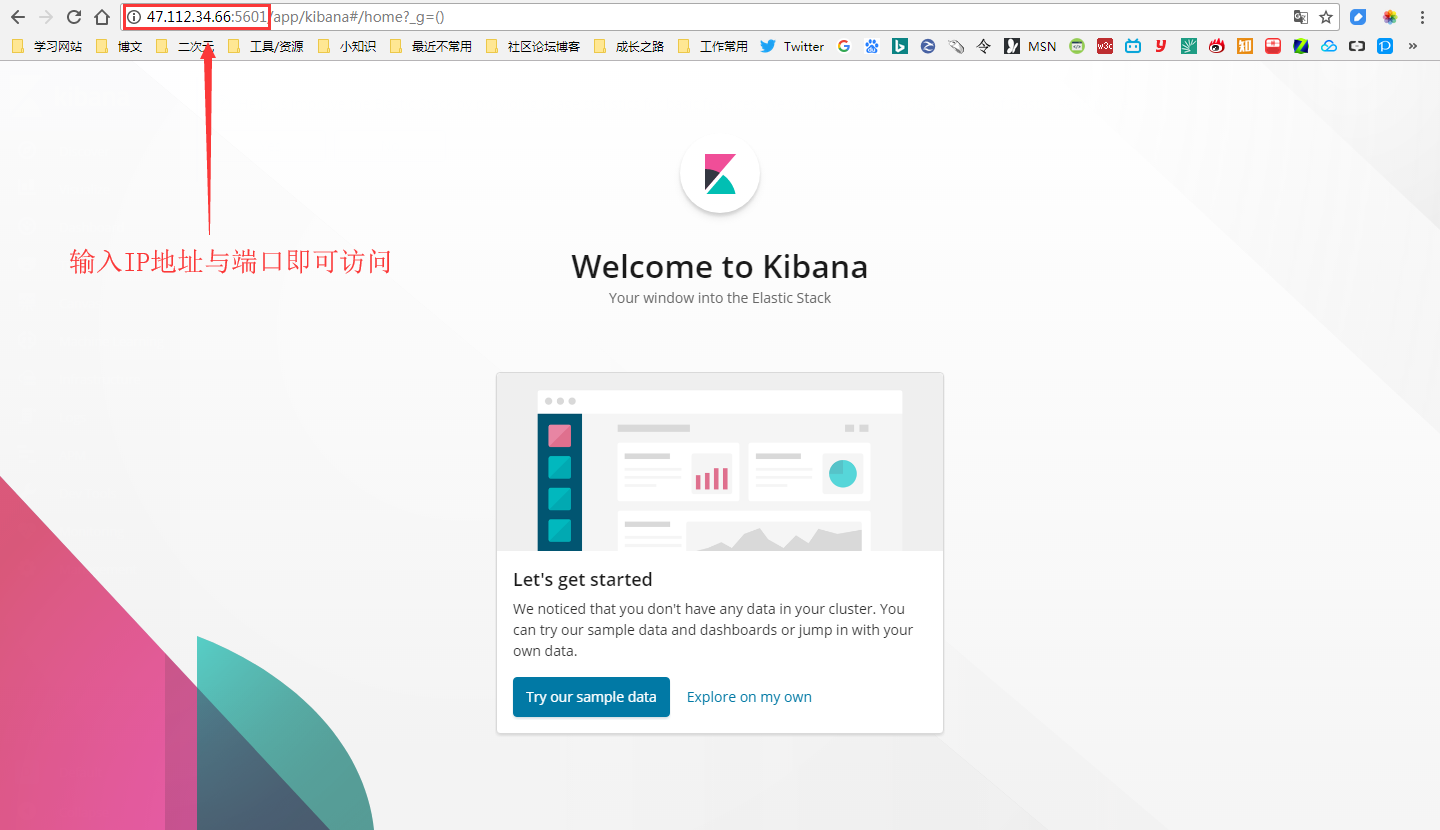 47.112.34.66:5601/app/kibana#/home?_g=()
学习网站 博文 二次元 工具/资源 小知识 最近不常用 社区论坛博客 成长之路 工作常用 Twitter MSN »
输入IP地址与端口即可访问
Welcome to Kibana
Your window into the Elastic Stack
Let's get started
We noticed that you don't have any data in your cluster. You
can try our sample data and dashboards or jump in with your
own data.
Try our sample data Explore on my own